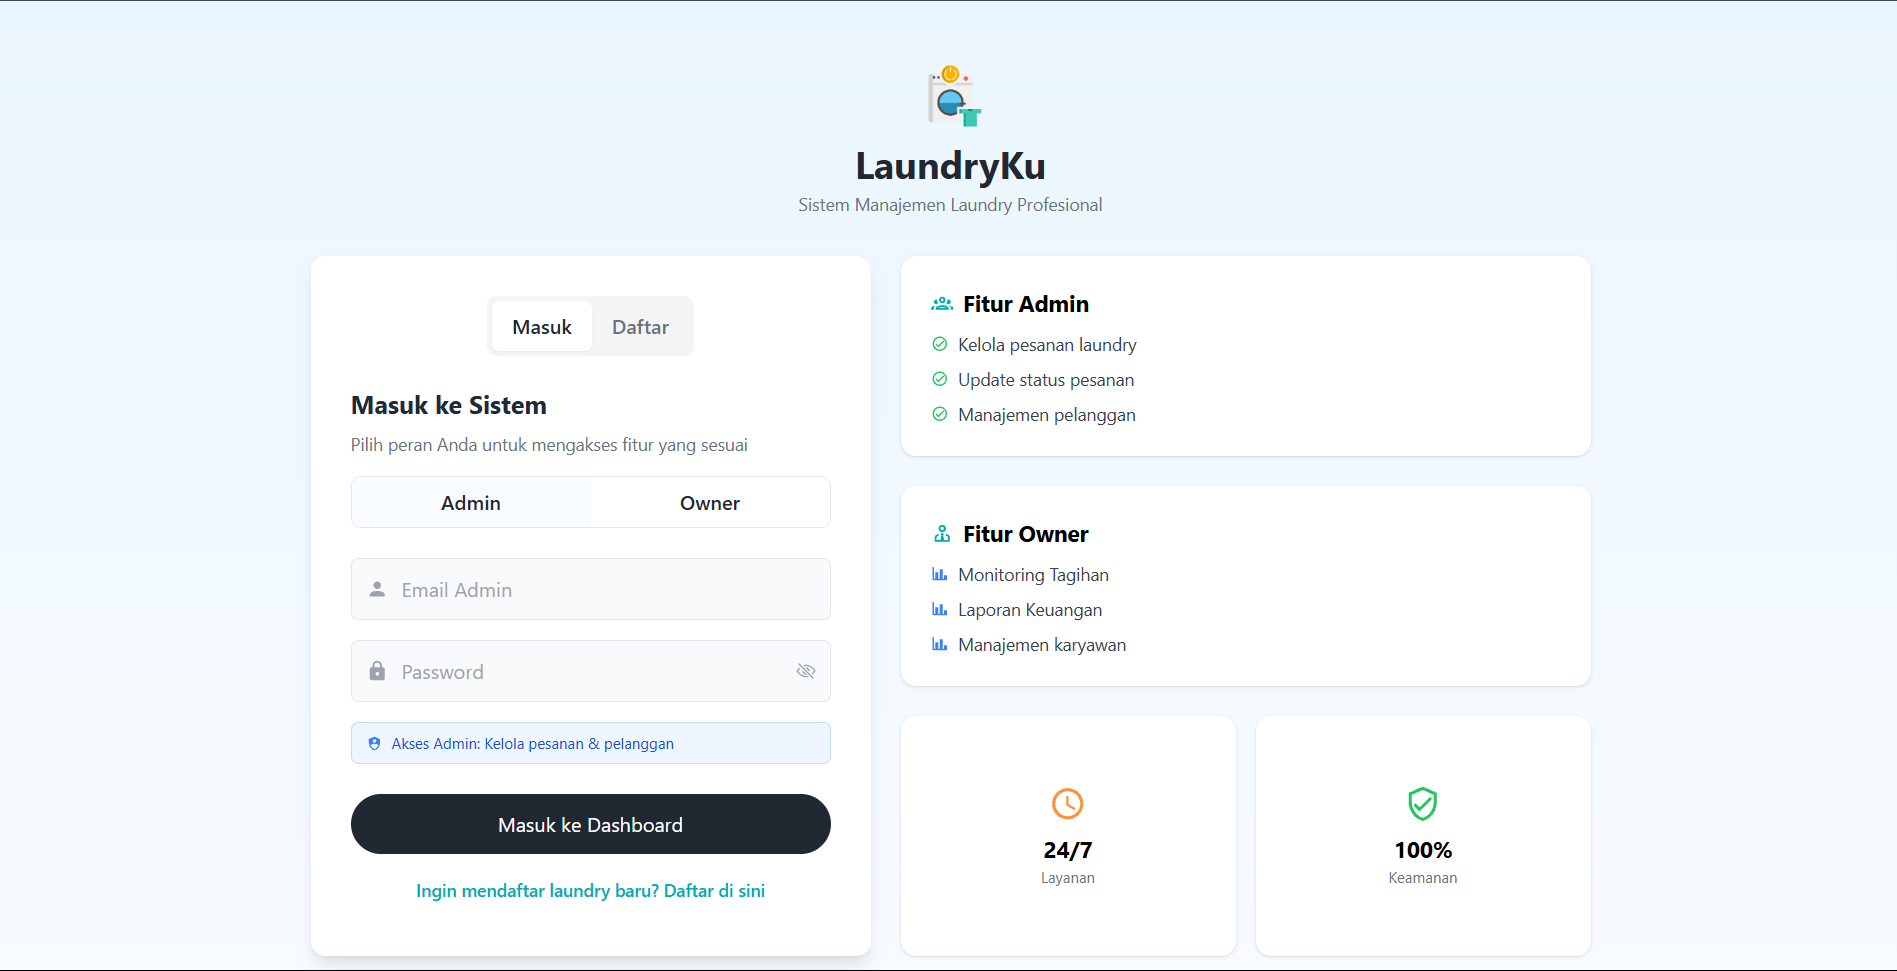 LaundryKu
Sistem Manajemen Laundry Profesional
Masuk
Daftar
Masuk ke Sistem
Pilih peran Anda untuk mengakses fitur yang sesuai
Admin
Owner
Email Admin
Password
Akses Admin: Kelola pesanan & pelanggan
Masuk ke Dashboard
Ingin mendaftar laundry baru? Daftar di sini
Fitur Admin
Kelola pesanan laundry
Update status pesanan
Manajemen pelanggan
Fitur Owner
Monitoring Tagihan
Laporan Keuangan
Manajemen karyawan
24/7
Layanan
100%
Keamanan